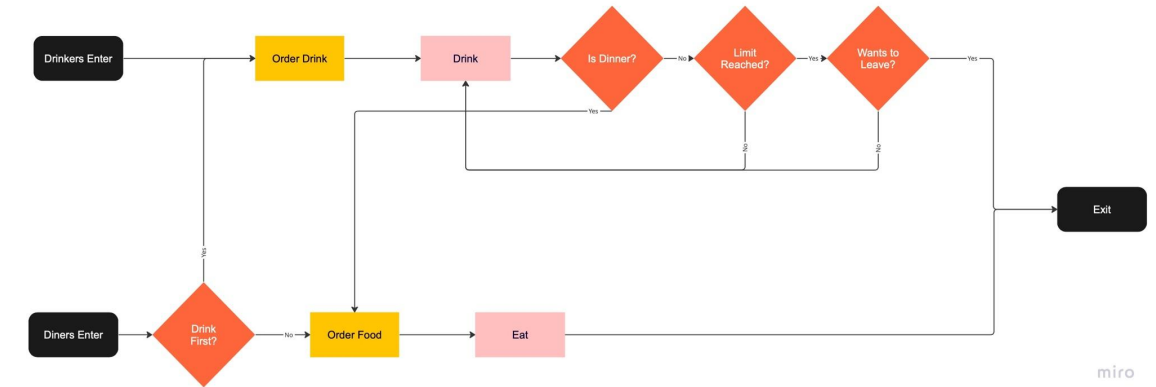 Drinkers Enter
Order Drink
Drink
Is Dinner?
No
Limit
Reached?
Yes
Wants to
Leave?
Yes
Yes
No
No
Exit
Yes
Diners Enter
Drink
First?
No
Order Food
Eat
miro